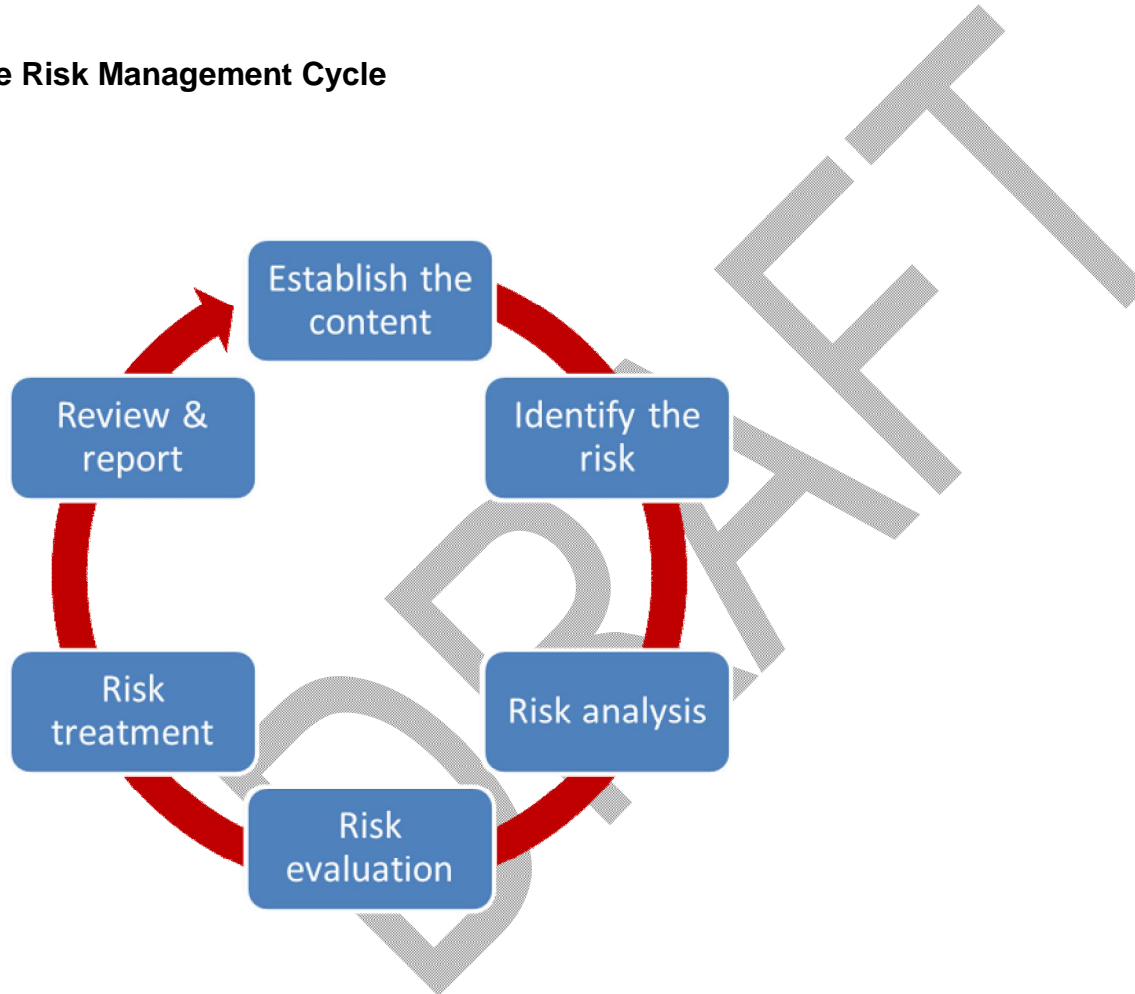 e Risk Management Cycle
Establish the
content
Identify the
risk
Risk analysis
Risk
evaluation
Risk
treatment
Review &
report
DRAFT